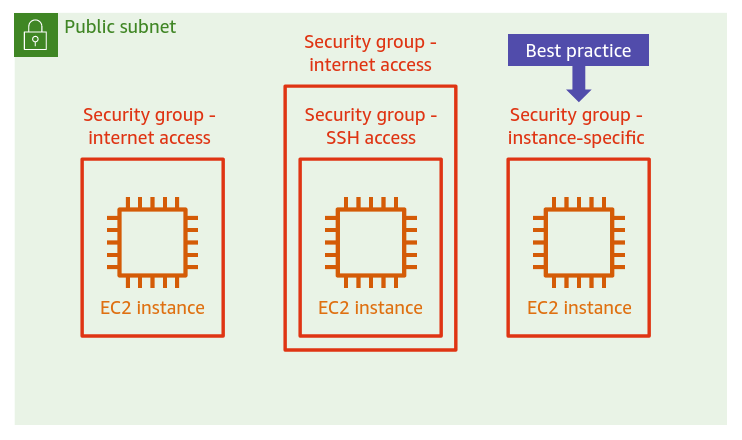 Public subnet
Security group -
internet access
Best practice
Security group -
internet access
Security group -
SSH access
Security group -
instance-specific
EC2 instance
EC2 instance
EC2 instance